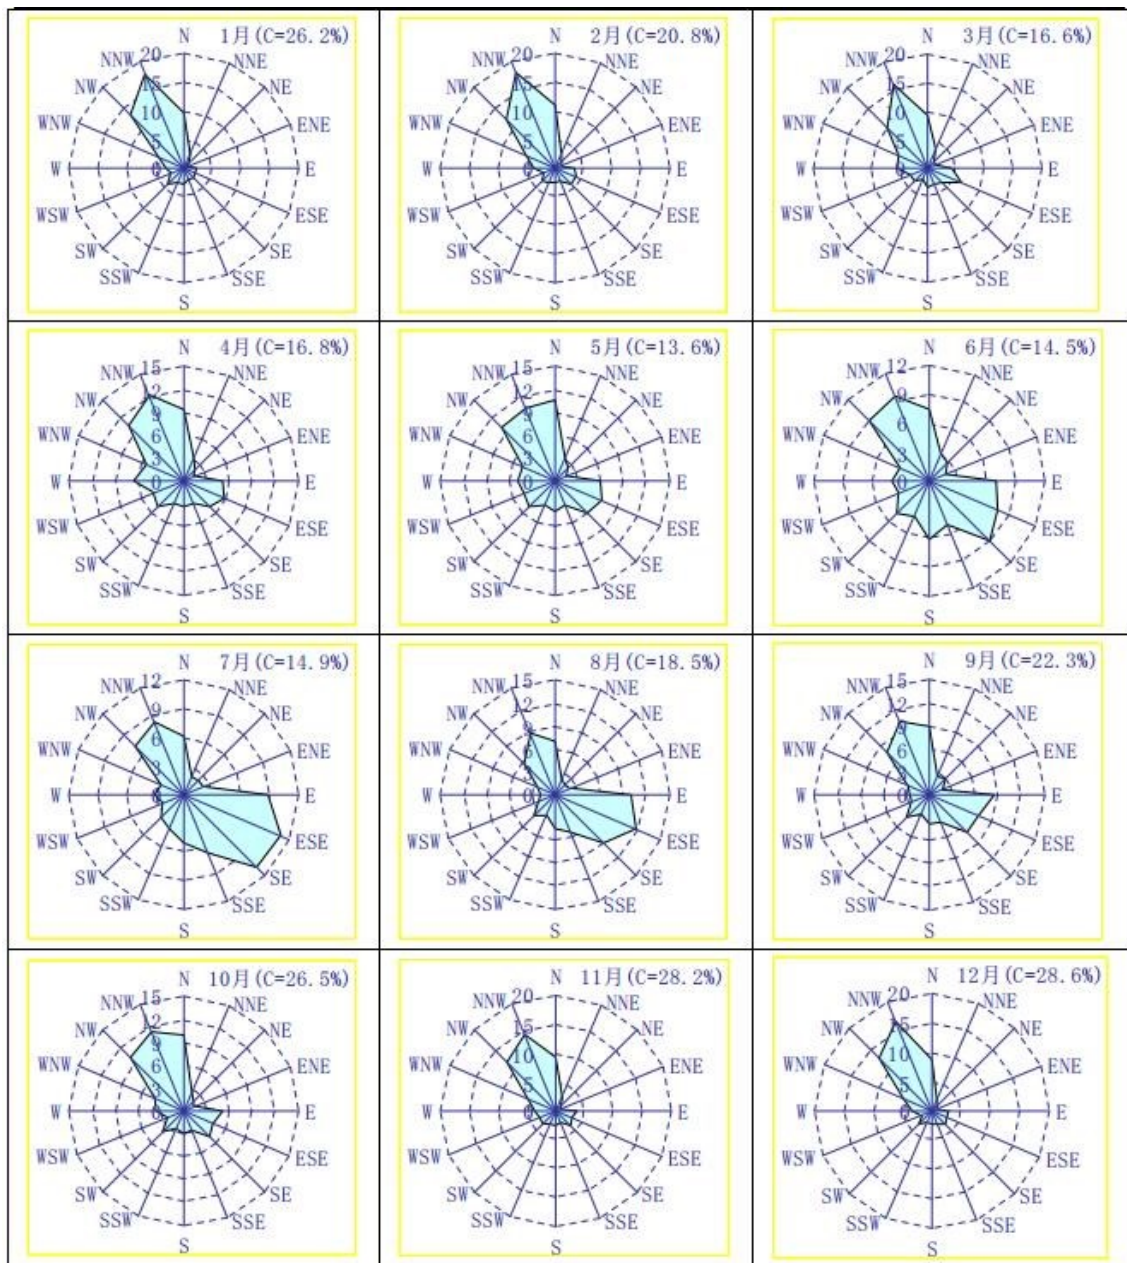 N 1月(C=26.2%)
NNW 20 NNE
NW 15 NE
10
WNW ENE
5
W 0 E
WSW ESE
SW SE
SSW SSE
S
N 2月(C=20.8%)
NNW 20 NNE
NW 15 NE
10
WNW ENE
5
W 0 E
WSW ESE
SW SE
SSW SSE
S
N 3月(C=16.6%)
NNW 20 NNE
NW 15 NE
10
WNW ENE
5
W 0 E
WSW ESE
SW SE
SSW SSE
S
N 4月(C=16.8%)
NNW 15 NNE
NW 12 NE
9
WNW 6 ENE
3
W 0 E
WSW ESE
SW SE
SSW SSE
S
N 5月(C=13.6%)
NNW 15 NNE
NW 12 NE
9
WNW 6 ENE
3
W 0 E
WSW ESE
SW SE
SSW SSE
S
N 6月(C=14.5%)
NNW 12 NNE
NW 9 NE
6
WNW ENE
3
W 0 E
WSW ESE
SW SE
SSW SSE
S
N 7月(C=14.9%)
NNW 12 NNE
NW 9 NE
6
WNW ENE
3
W 0 E
WSW ESE
SW SE
SSW SSE
S
N 8月(C=18.5%)
NNW 15 NNE
NW 12 NE
9
WNW 6 ENE
3
W 0 E
WSW ESE
SW SE
SSW SSE
S
N 9月(C=22.3%)
NNW 15 NNE
NW 12 NE
9
WNW 6 ENE
3
W 0 E
WSW ESE
SW SE
SSW SSE
S
N 10月(C=26.5%)
NNW 15 NNE
NW 12 NE
9
WNW 6 ENE
3
W 0 E
WSW ESE
SW SE
SSW SSE
S
N 11月(C=28.2%)
NNW 20 NNE
NW 15 NE
10
WNW ENE
5
W 0 E
WSW ESE
SW SE
SSW SSE
S
N 12月(C=28.6%)
NNW 20 NNE
NW 15 NE
10
WNW ENE
5
W 0 E
WSW ESE
SW SE
SSW SSE
S